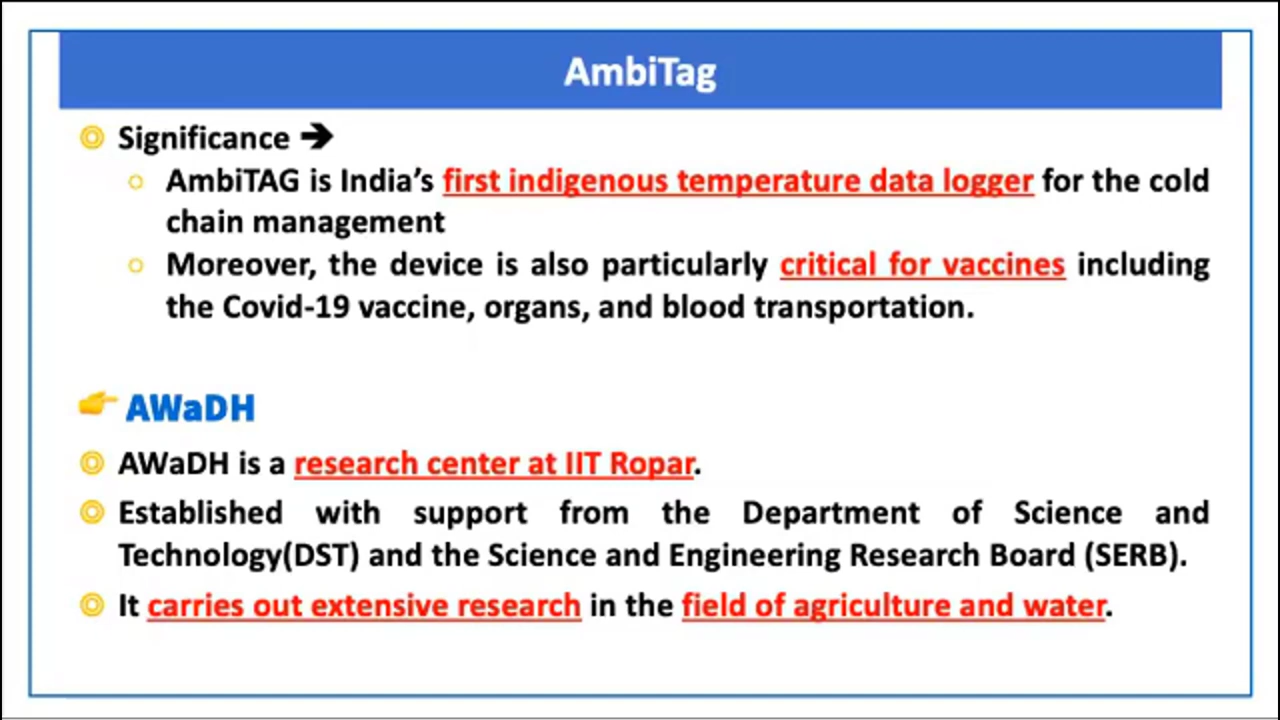 AmbiTag
Significance ➔
AmbiTAG is India’s first indigenous temperature data logger for the cold
chain management
Moreover, the device is also particularly critical for vaccines including
the Covid-19 vaccine, organs, and blood transportation.
AWaDH
AWaDH is a research center at IIT Ropar.
Established with support from the Department of Science and
Technology(DST) and the Science and Engineering Research Board (SERB).
It carries out extensive research in the field of agriculture and water.